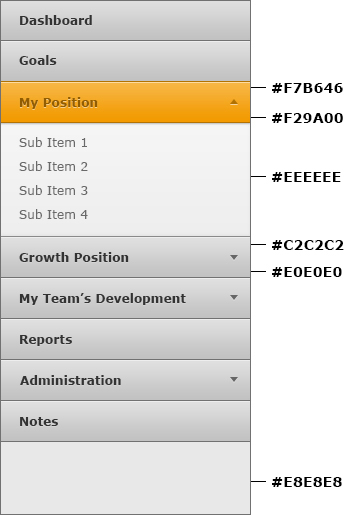 Dashboard
Goals
#F7B646
My Position
#F29A00
Sub Item 1
Sub Item 2
#EEEEEE
Sub Item 3
Sub Item 4
#C2C2C2
Growth Position
#E0E0E0
My Team’s Development
Reports
Administration
Notes
#E8E8E8